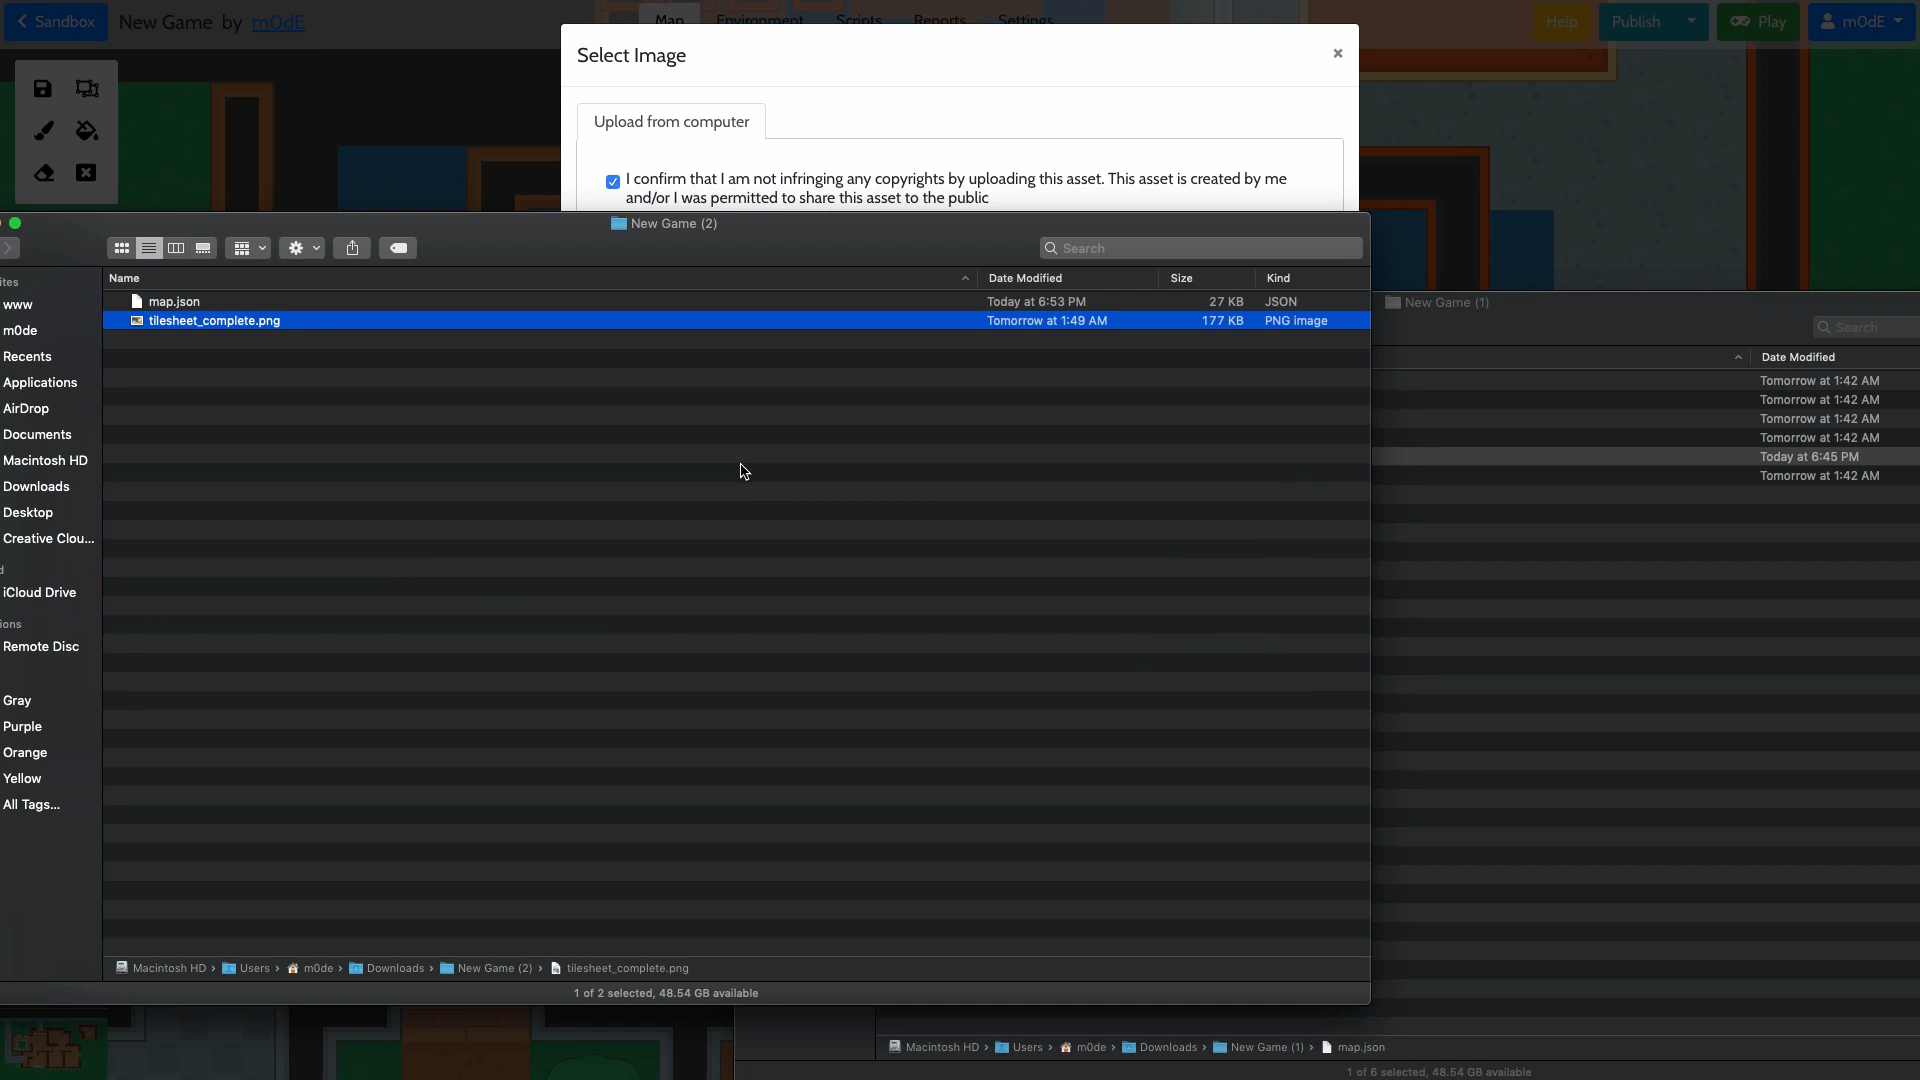 Sandbox
New Game by m0dE
Map Environment Scripts Reports Settings
Help
Publish
Play
m0dE
Select Image
×
Upload from computer
I confirm that I am not infringing any copyrights by uploading this asset. This asset is created by me
and/or I was permitted to share this asset to the public
New Game (2)
Search
Name Date Modified Size Kind
map.json Today at 6:53 PM 27 KB JSON
tilesheet_complete.png Tomorrow at 1:49 AM 177 KB PNG image
ites
www
m0de
Recents
Applications
AirDrop
Documents
Macintosh HD
Downloads
Desktop
Creative Clou...
d
iCloud Drive
ions
Remote Disc
Gray
Purple
Orange
Yellow
All Tags...
Macintosh HD › Users › m0de › Downloads › New Game (2) › tilesheet_complete.png
1 of 2 selected, 48.54 GB available
New Game (1)
Search
Date Modified
Tomorrow at 1:42 AM
Tomorrow at 1:42 AM
Tomorrow at 1:42 AM
Tomorrow at 1:42 AM
Today at 6:45 PM
Tomorrow at 1:42 AM
Macintosh HD › Users › m0de › Downloads › New Game (1) › map.json
1 of 6 selected, 48.54 GB available